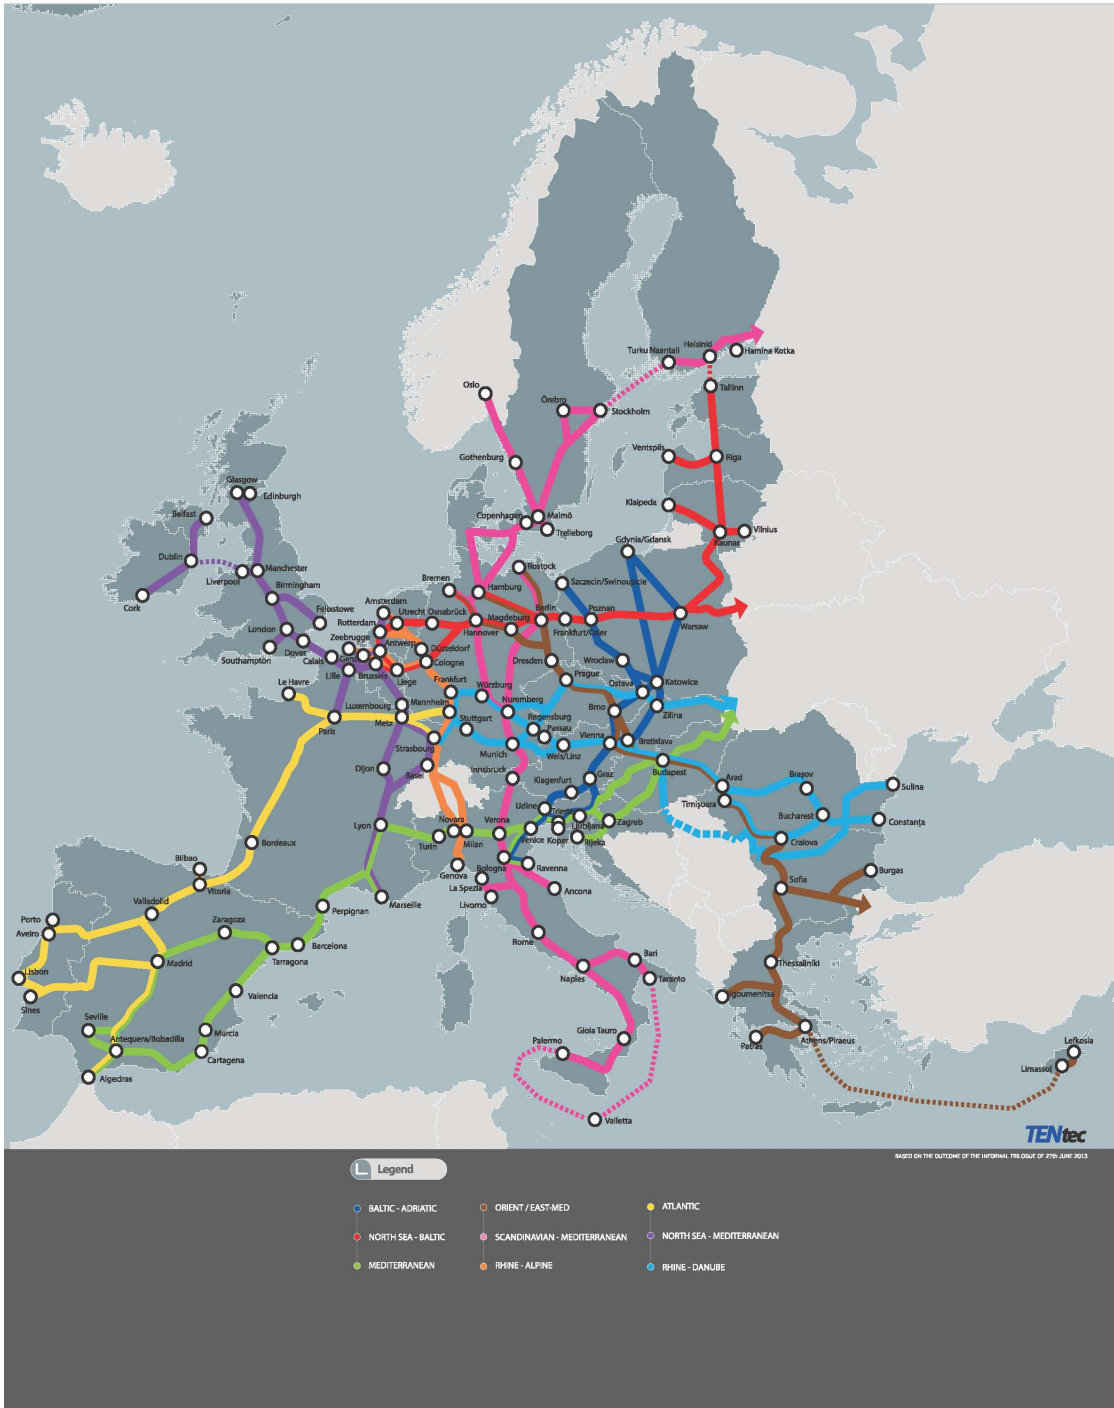 Helsinki
Turku Naantali
Hamina Kotka
Oslo
Tallinn
Örebro
Stockholm
Ventspils
Riga
Gothenburg
Glasgow
Edinburgh
Klaipeda
Belfast
Copenhagen
Malmö
Trelleborg
Vilnius
Kaunas
Gdynia/Gdansk
Dublin
Manchester
Liverpool
Rostock
Szczecin/Swinoujscie
Bremen
Hamburg
Birmingham
Cork
Felixstowe
Amsterdam
Utrecht
Osnabrück
Berlin
Poznan
Magdeburg
Rotterdam
Warsaw
London
Zeebrugge
Hannover
Frankfurt/Oder
Dover
Antwerp
Düsseldorf
Southampton
Calais
Gent
Cologne
Dresden
Wroclaw
Lille
Brussels
Liege
Pragur
Katowice
Le Havre
Frankfurt
Würzburg
Ostava
Luxembourg
Mannheim
Nuremberg
Brno
Zilina
Paris
Metz
Stuttgart
Regensburg
Passau
Strasbourg
Munich
Wels/Linz
Vienna
Bratislava
Dijon
Basel
Innsbruck
Klagenfurt
Graz
Budapest
Arad
Braşov
Sulina
Udine
Timişoara
Trieste
Lyon
Novara
Verona
Ljubljana
Zagreb
Bucharest
Constanţa
Turin
Milan
Venice
Koper
Rijeka
Craiova
Bordeaux
Bilbao
Genova
Bologna
Ravenna
Vitoria
La Spezia
Ancona
Sofia
Burgas
Livorno
Marseille
Valladolid
Perpignan
Porto
Zaragoza
Aveiro
Barcelona
Rome
Madrid
Tarragona
Bari
Thessaliniki
Lisbon
Naples
Taranto
Sines
Valencia
Igoumenitsa
Seville
Murcia
Gioia Tauro
Antequera/Bobadilla
Palermo
Patras
Athens/Piraeus
Lefkosia
Cartagena
Limassol
Algediras
Valletta
TENtec
BASED ON THE OUTCOME OF THE INFORMAL TRILOGUE OF 27th JUNE 2013
Legend
BALTIC - ADRIATIC
ORIENT / EAST-MED
ATLANTIC
NORTH SEA - BALTIC
SCANDINAVIAN - MEDITERRANEAN
NORTH SEA - MEDITERRANEAN
MEDITERRANEAN
RHINE - ALPINE
RHINE - DANUBE